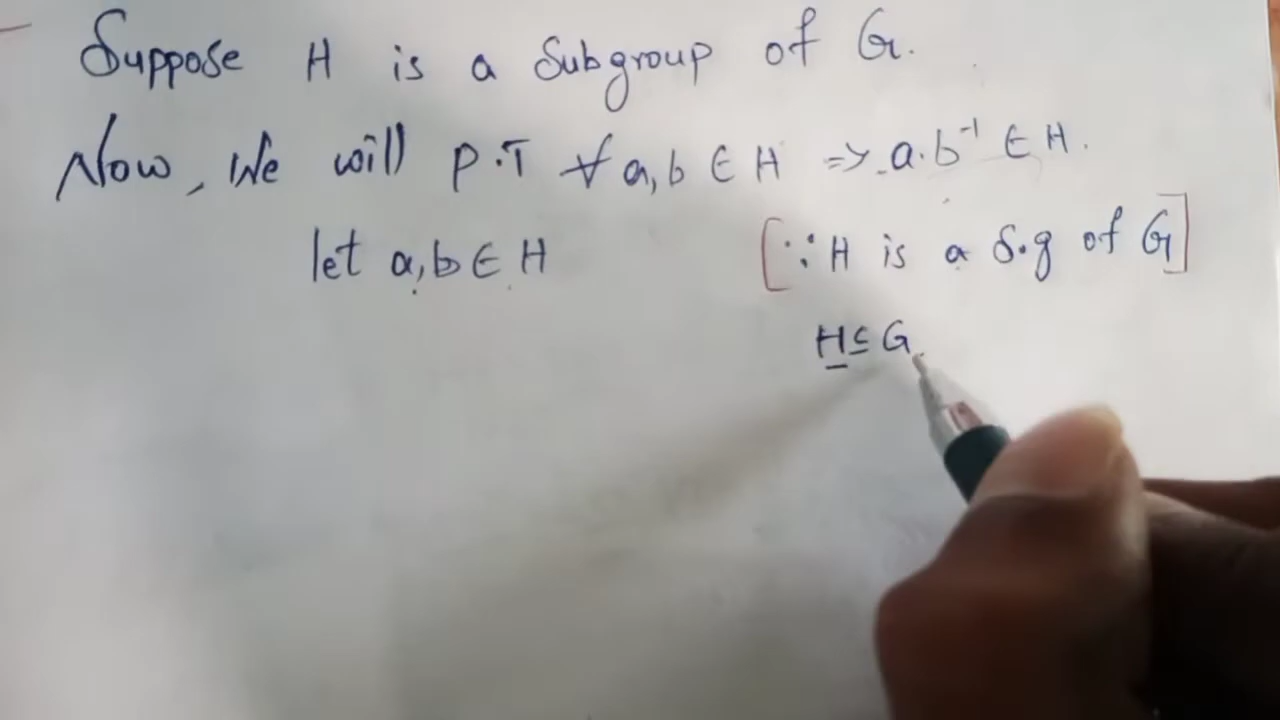 Suppose H is a Subgroup of G.
Now, We will P.T ∀ a,b ∈ H => a.b⁻¹ ∈ H.
let a,b ∈ H [∵ H is a S.g of G]
H ⊆ G